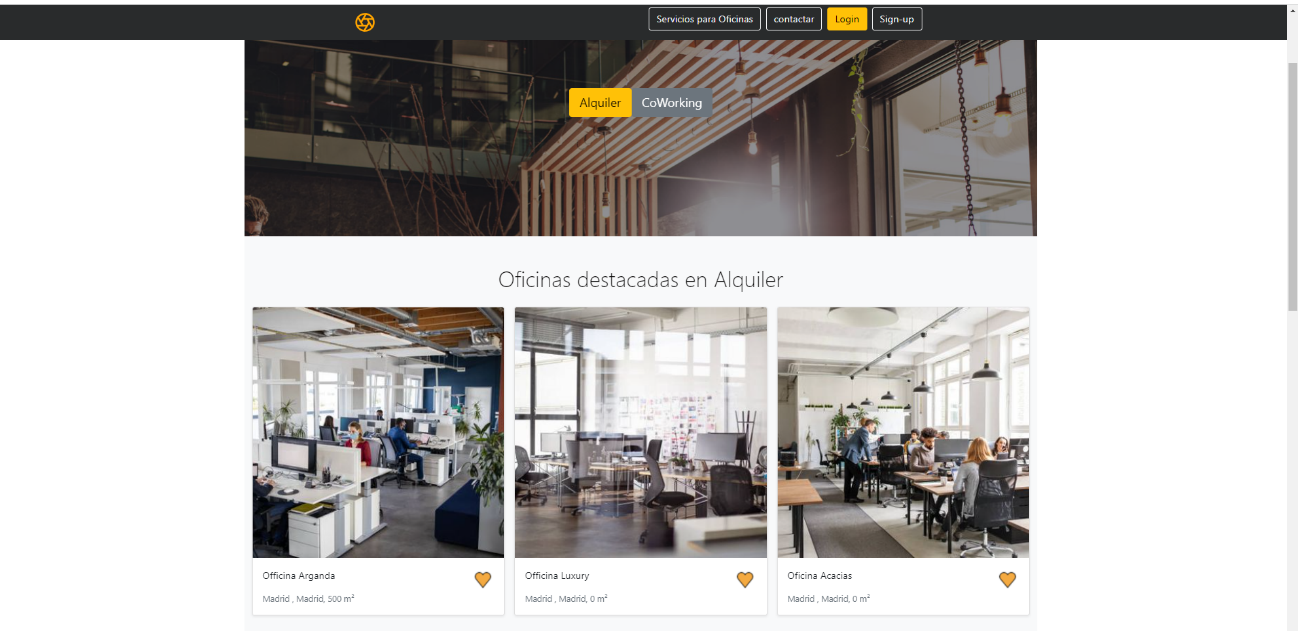 Servicios para Oficinas contactar Login Sign-up
Alquiler CoWorking
Oficinas destacadas en Alquiler
Officina Arganda
Madrid , Madrid, 500 m²
Officina Luxury
Madrid , Madrid, 0 m²
Oficina Acacias
Madrid , Madrid, 0 m²